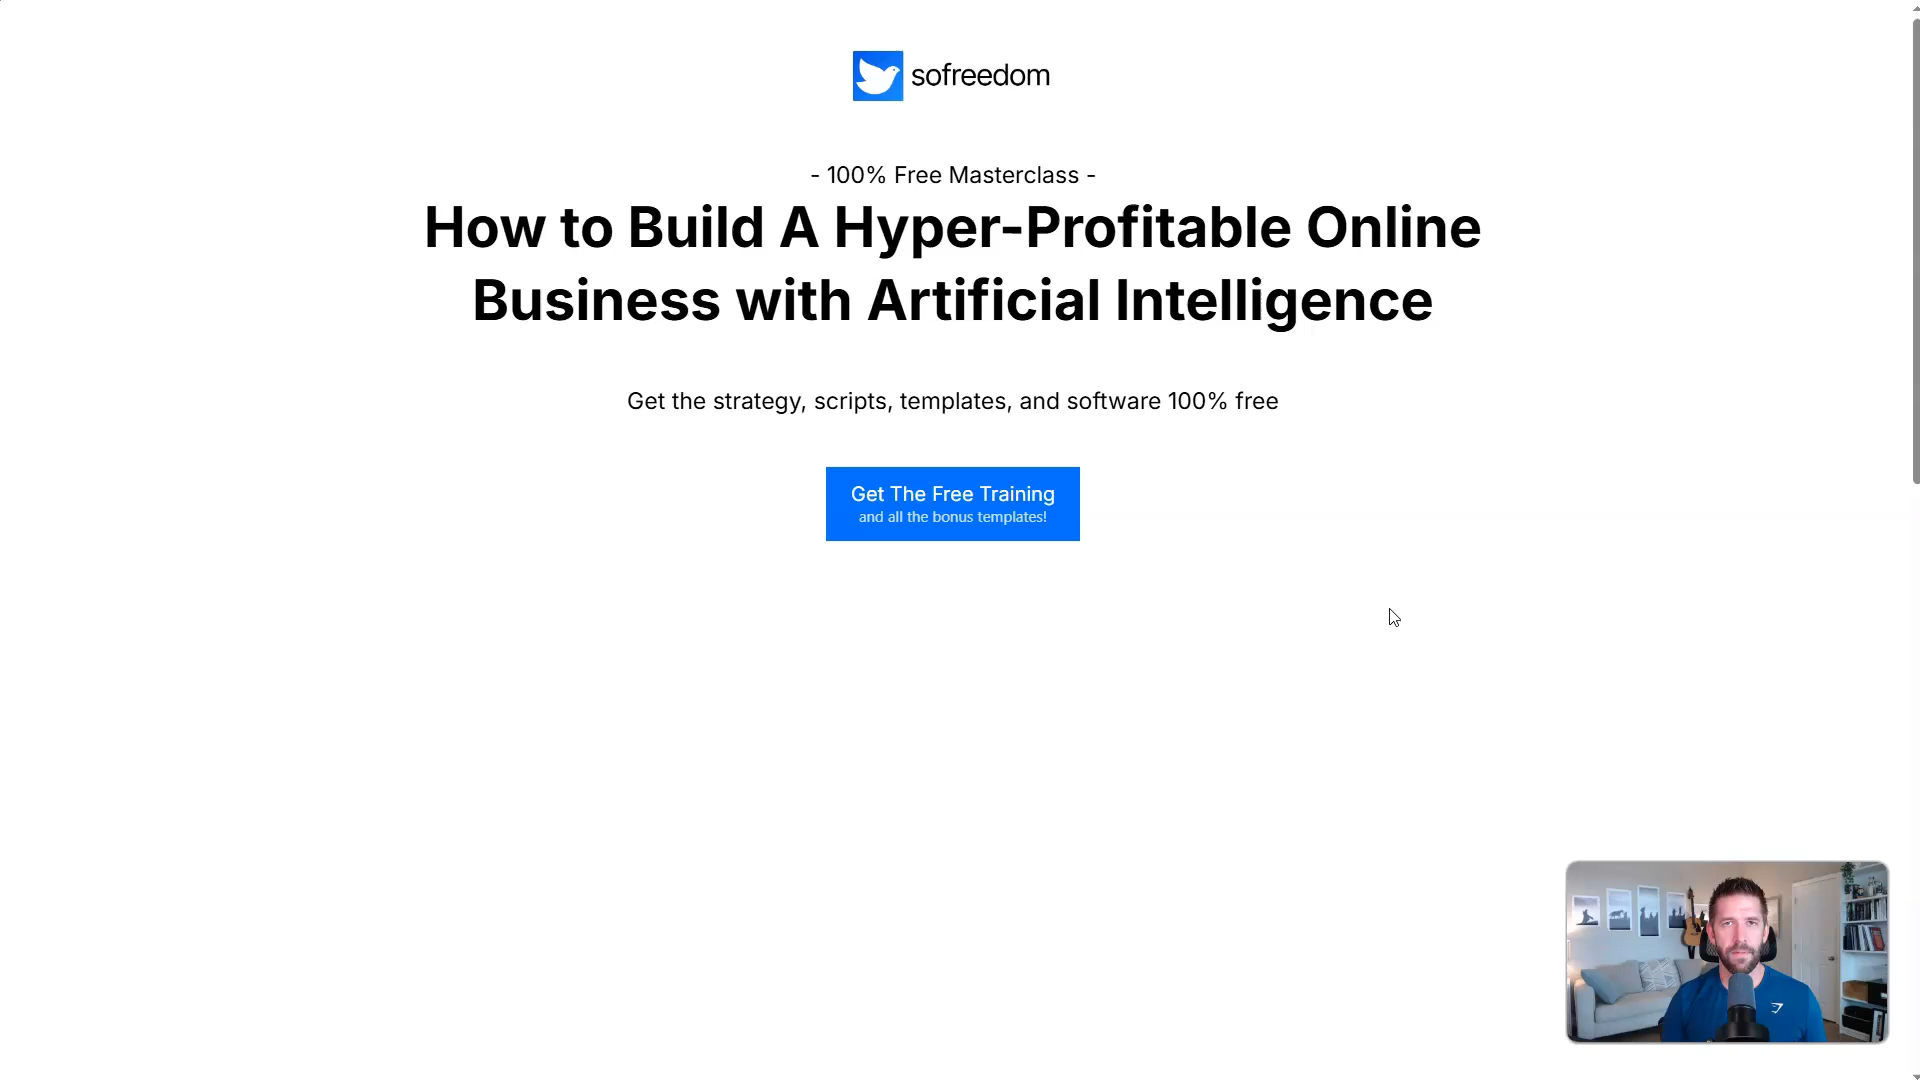 sofreedom
- 100% Free Masterclass -
How to Build A Hyper-Profitable Online
Business with Artificial Intelligence
Get the strategy, scripts, templates, and software 100% free
Get The Free Training
and all the bonus templates!